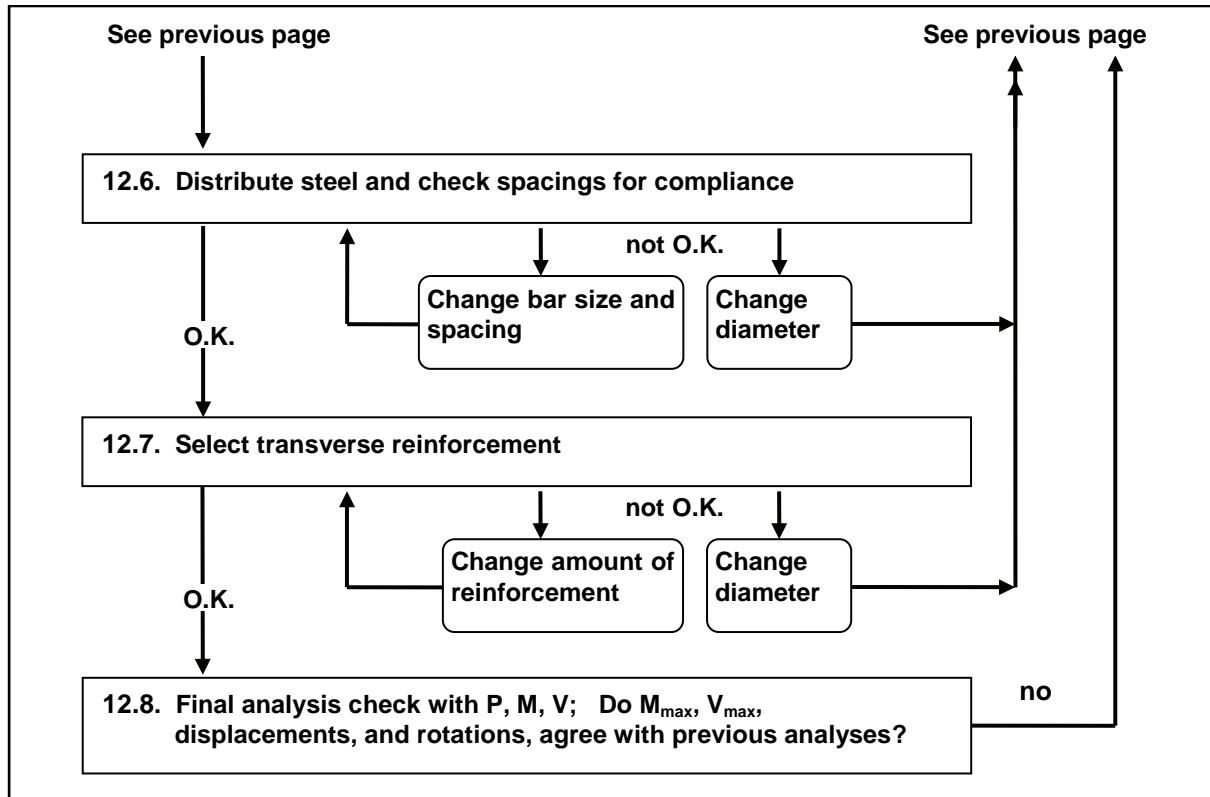 See previous page
See previous page
12.6. Distribute steel and check spacings for compliance
not O.K.
Change bar size and
spacing
Change
diameter
O.K.
12.7. Select transverse reinforcement
not O.K.
Change amount of
reinforcement
Change
diameter
O.K.
12.8. Final analysis check with P, M, V; Do Mmax, Vmax,
displacements, and rotations, agree with previous analyses?
no